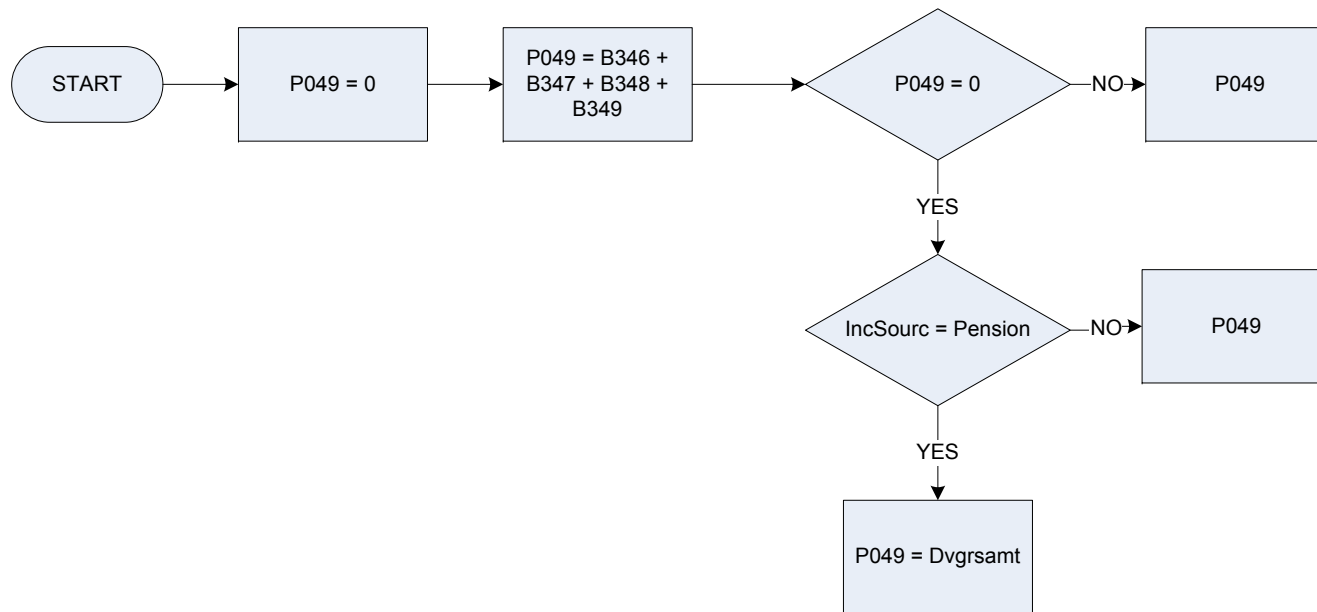 START
P049 = 0
P049 = B346 +
B347 + B348 +
B349
P049 = 0
NO
P049
YES
IncSourc = Pension
NO
P049
YES
P049 = Dvgrsamt